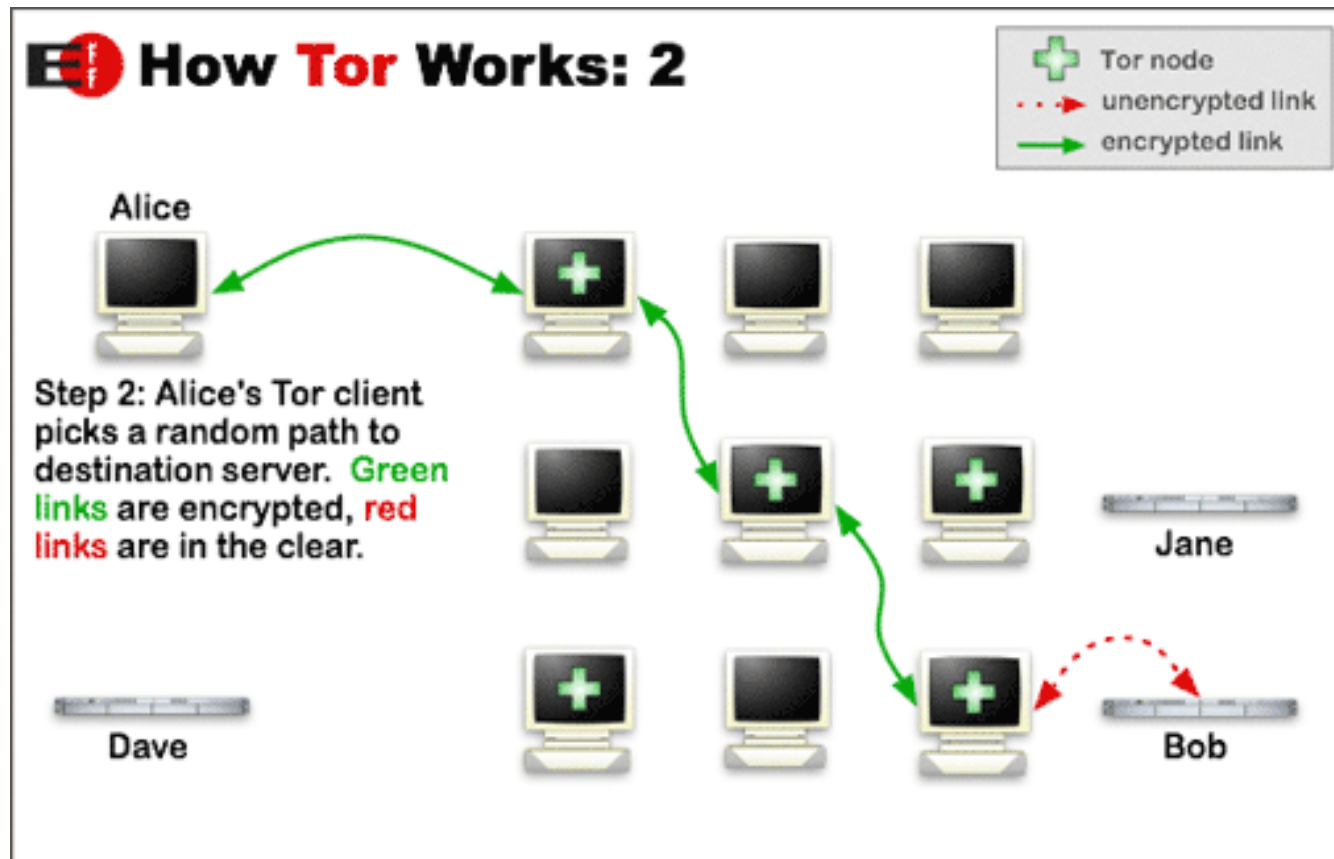 EFF How Tor Works: 2
Tor node
unencrypted link
encrypted link
Alice
Step 2: Alice's Tor client
picks a random path to
destination server. Green
links are encrypted, red
links are in the clear.
Jane
Dave
Bob